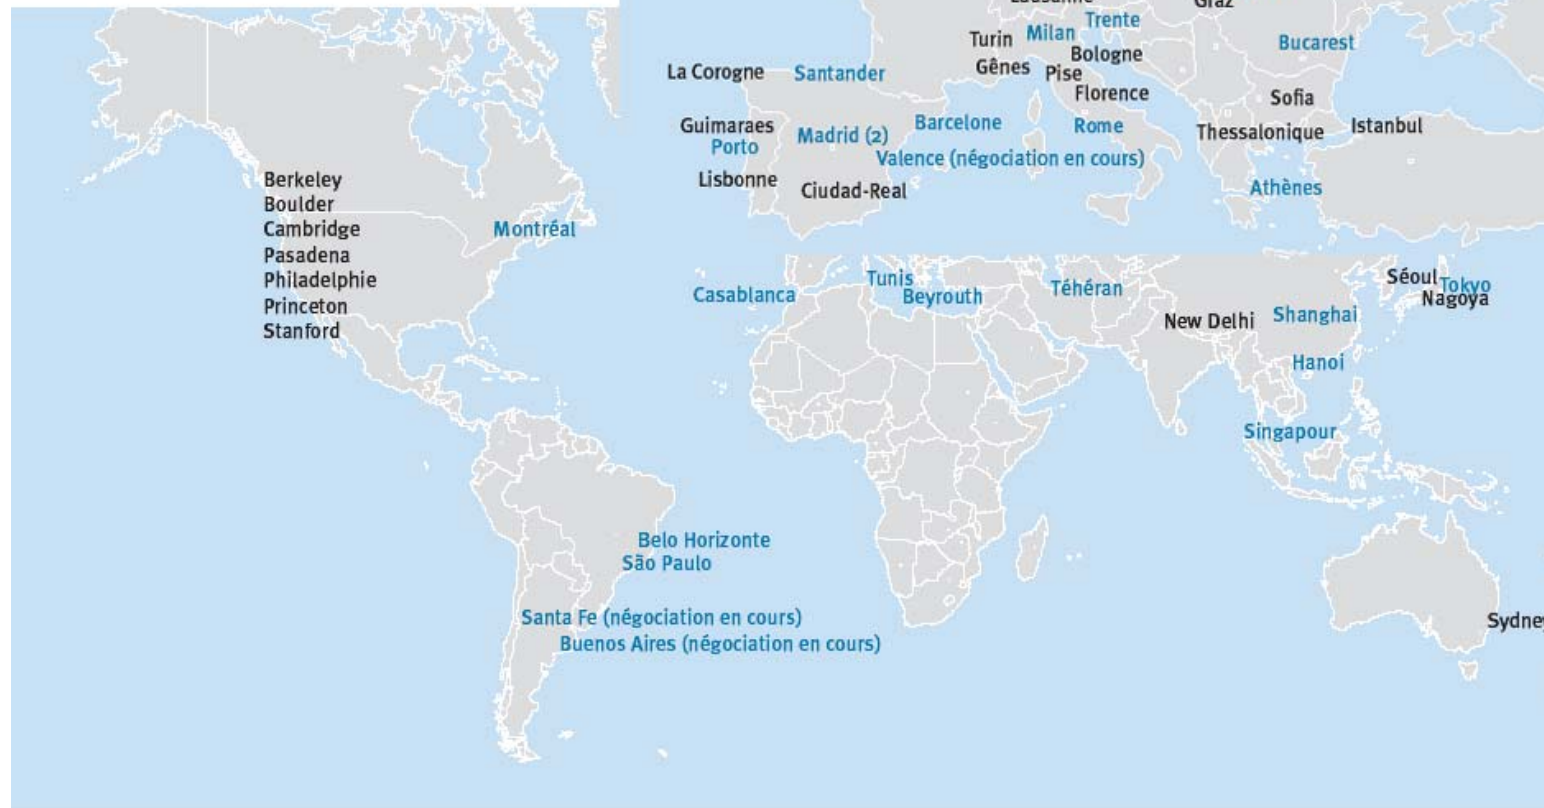 Lausanne
Graz
Trente
Turin
Milan
Bucarest
Bologne
Gênes
Pise
La Corogne
Santander
Florence
Sofia
Guimaraes
Barcelone
Rome
Istanbul
Madrid (2)
Thessalonique
Porto
Valence (négociation en cours)
Lisbonne
Ciudad-Real
Athènes
Berkeley
Boulder
Cambridge
Pasadena
Philadelphie
Princeton
Stanford
Montréal
Casablanca
Tunis
Beyrouth
Téhéran
Séoul
Tokyo
Nagoya
New Delhi
Shanghai
Hanoi
Singapour
Belo Horizonte
São Paulo
Santa Fe (négociation en cours)
Buenos Aires (négociation en cours)
Sydney